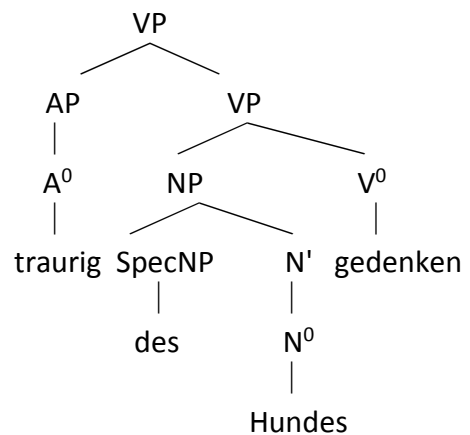 VP
AP VP
A⁰ NP V⁰
traurig SpecNP N' gedenken
des N⁰
Hundes